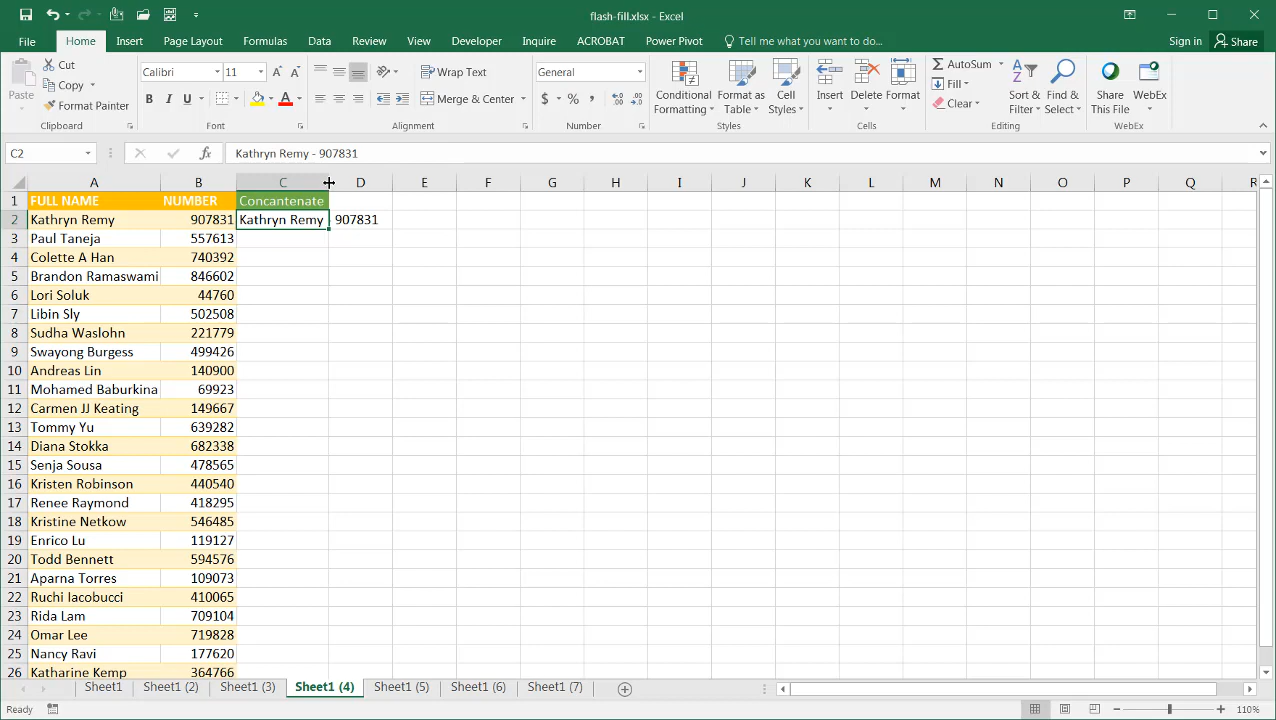 flash-fill.xlsx - Excel
File Home Insert Page Layout Formulas Data Review View Developer Inquire ACROBAT Power Pivot Tell me what you want to do... Sign in Share
Paste Cut Calibri 11 Wrap Text General Conditional Formatting Format as Table Cell Styles Insert Delete Format AutoSum Sort & Filter Find & Select Share This File WebEx
Copy Fill
Format Painter B I U A Merge & Center $ % , Clear
Clipboard Font Alignment Number Styles Cells Editing WebEx
C2 fx Kathryn Remy - 907831
A B C D E F G H I J K L M N O P Q R
1 FULL NAME NUMBER Concantenate
2 Kathryn Remy 907831 Kathryn Remy 907831
3 Paul Taneja 557613
4 Colette A Han 740392
5 Brandon Ramaswami 846602
6 Lori Soluk 44760
7 Libin Sly 502508
8 Sudha Waslohn 221779
9 Swayong Burgess 499426
10 Andreas Lin 140900
11 Mohamed Baburkina 69923
12 Carmen JJ Keating 149667
13 Tommy Yu 639282
14 Diana Stokka 682338
15 Senja Sousa 478565
16 Kristen Robinson 440540
17 Renee Raymond 418295
18 Kristine Netkow 546485
19 Enrico Lu 119127
20 Todd Bennett 594576
21 Aparna Torres 109073
22 Ruchi Iacobucci 410065
23 Rida Lam 709104
24 Omar Lee 719828
25 Nancy Ravi 177620
26 Katharine Kemp 364766
Sheet1 Sheet1 (2) Sheet1 (3) Sheet1 (4) Sheet1 (5) Sheet1 (6) Sheet1 (7)
Ready 110%